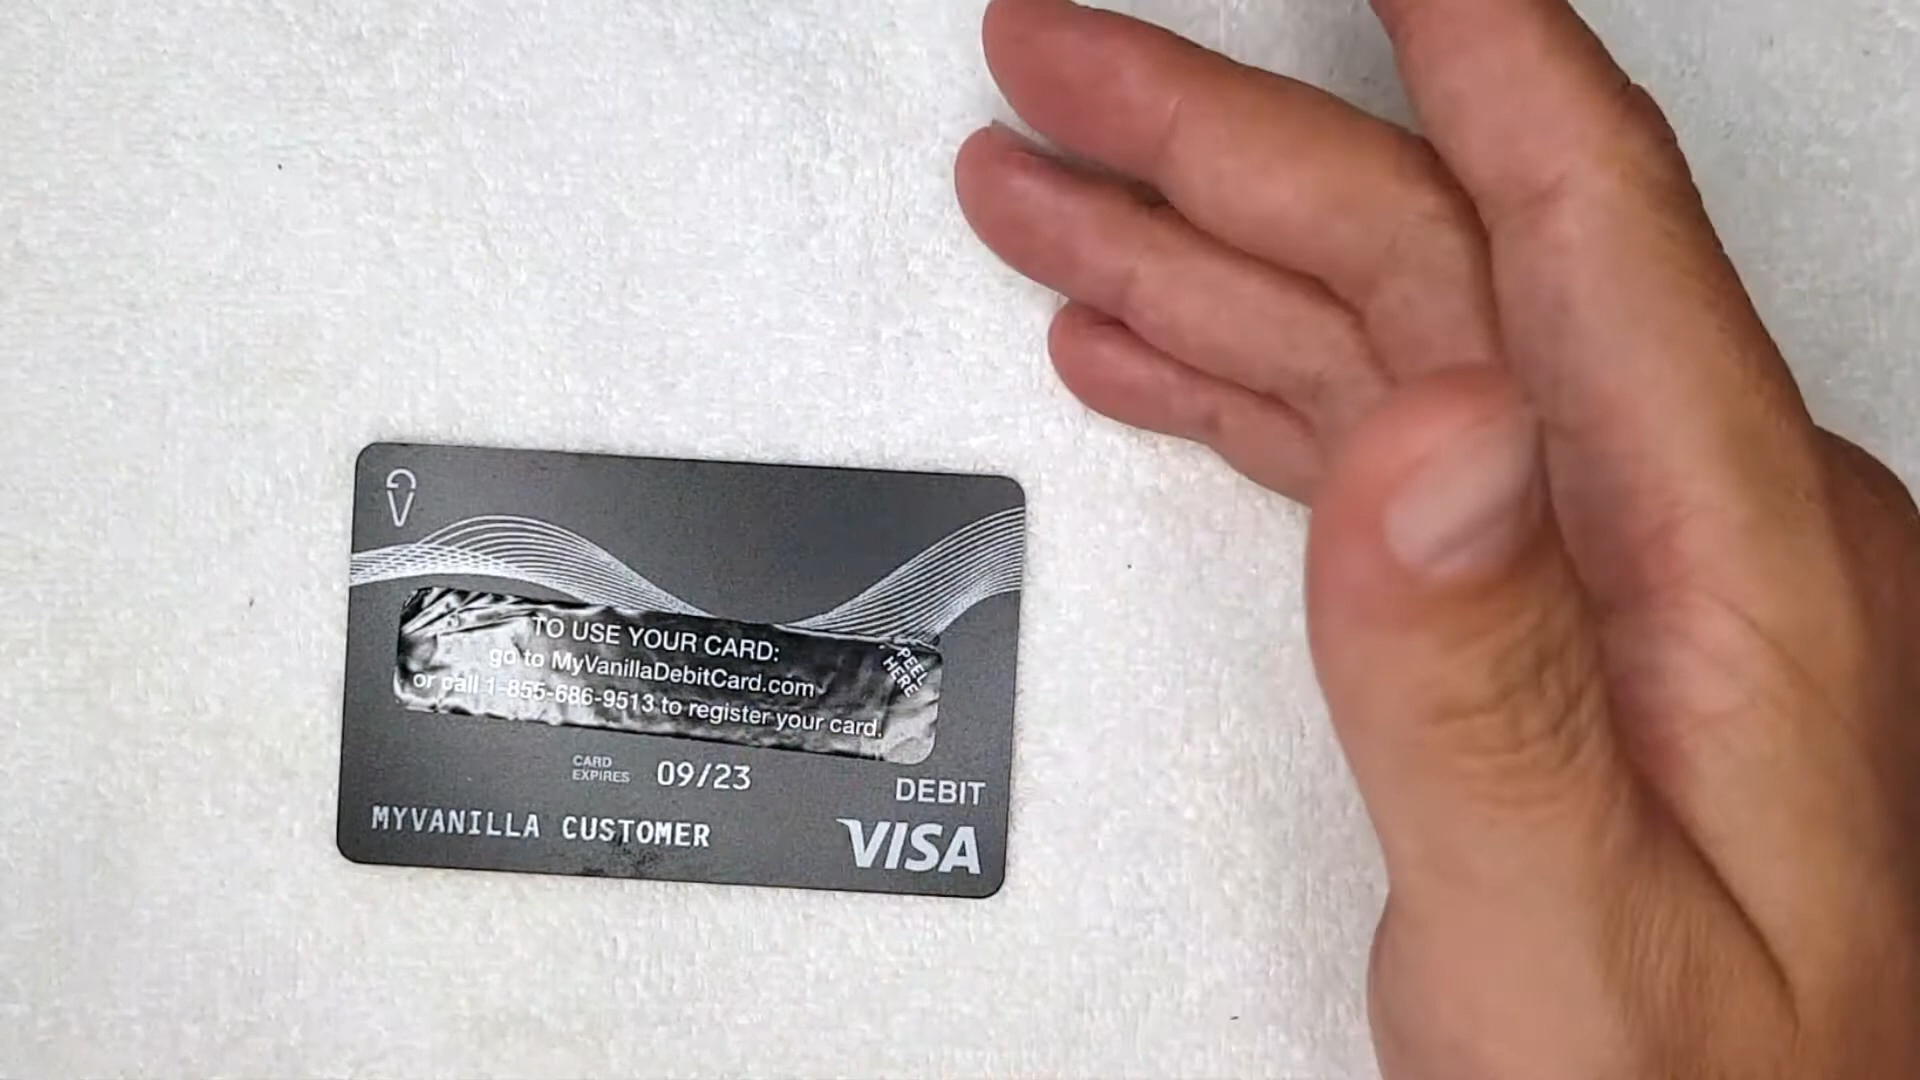 TO USE YOUR CARD:
go to MyVanillaDebitCard.com
or call 1-855-686-9513 to register your card.
PEEL
HERE
CARD
EXPIRES
09/23
DEBIT
MYVANILLA CUSTOMER
VISA